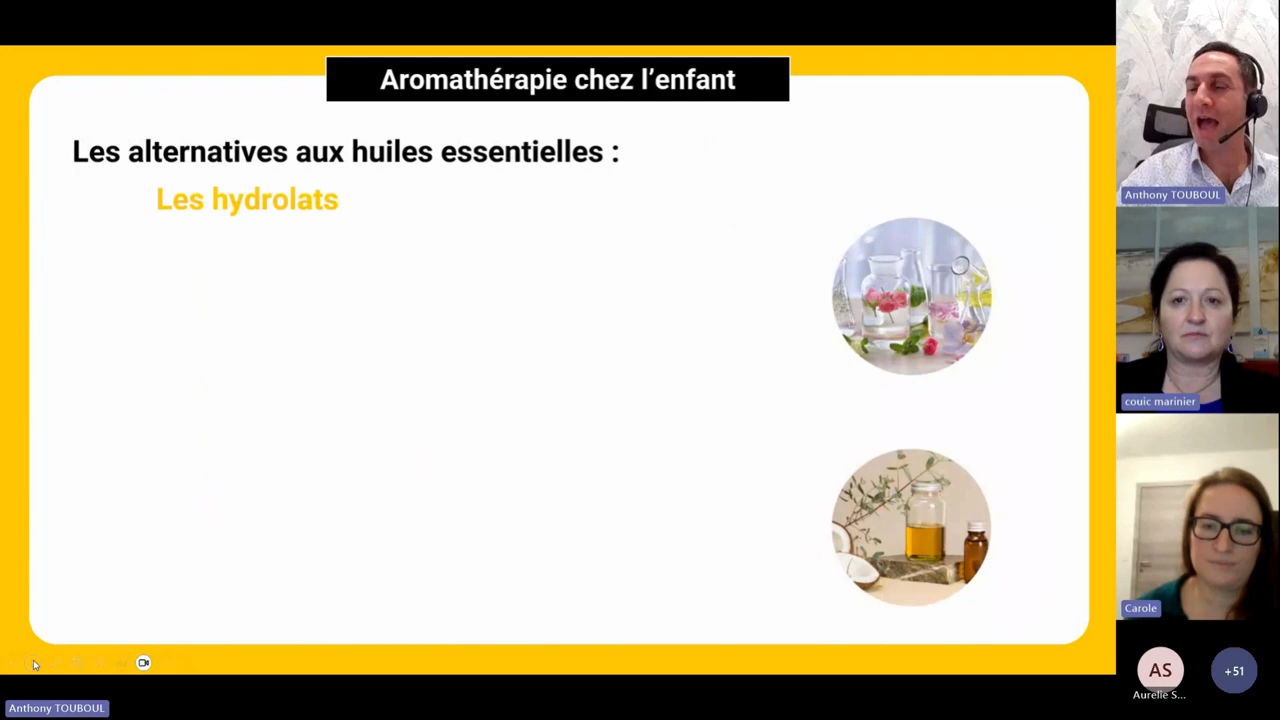 Aromathérapie chez l’enfant
Les alternatives aux huiles essentielles :
Les hydrolats
Anthony TOUBOUL
couic marinier
Carole
AS
+51
Aurelie S...
Anthony TOUBOUL